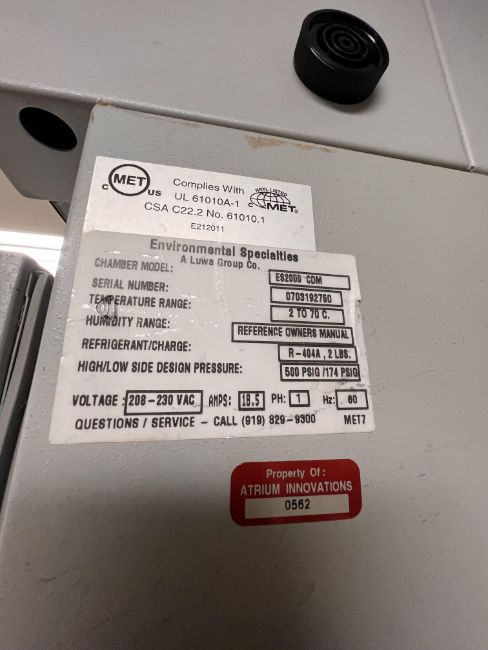 MET
C US
Complies With
UL 61010A-1
CSA C22.2 No. 61010.1
E212011
C MET
Environmental Specialties
A Luwa Group Co.
CHAMBER MODEL: ES2000 CDM
SERIAL NUMBER: 0703192750
TEMPERATURE RANGE: 2 TO 70 C.
HUMIDITY RANGE: REFERENCE OWNERS MANUAL
REFRIGERANT/CHARGE: R-404A, 2 LBS.
HIGH/LOW SIDE DESIGN PRESSURE: 500 PSIG /174 PSIG
VOLTAGE: 208-230 VAC AMPS: 18.5 PH: 1 Hz: 60
QUESTIONS / SERVICE - CALL (919) 829-9300 MET7
Property Of:
ATRIUM INNOVATIONS
0562